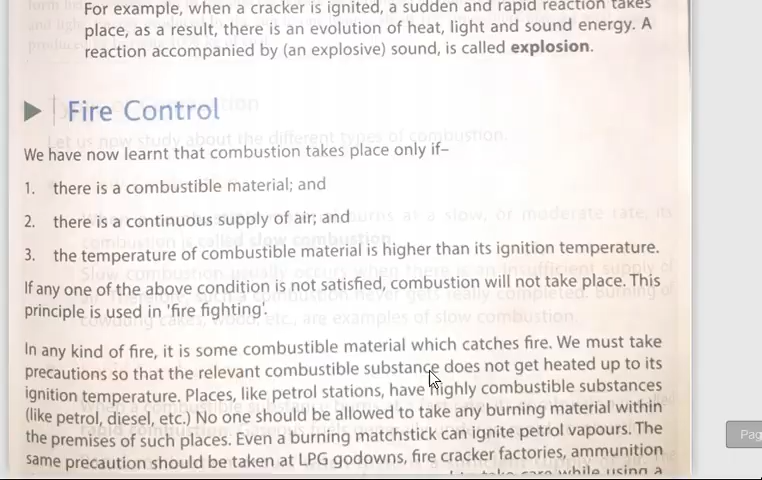 For example, when a cracker is ignited, a sudden and rapid reaction takes
place, as a result, there is an evolution of heat, light and sound energy. A
reaction accompanied by (an explosive) sound, is called explosion.
Fire Control
We have now learnt that combustion takes place only if–
1. there is a combustible material; and
2. there is a continuous supply of air; and
3. the temperature of combustible material is higher than its ignition temperature.
If any one of the above condition is not satisfied, combustion will not take place. This
principle is used in 'fire fighting'.
In any kind of fire, it is some combustible material which catches fire. We must take
precautions so that the relevant combustible substance does not get heated up to its
ignition temperature. Places, like petrol stations, have highly combustible substances
(like petrol, diesel, etc.) No one should be allowed to take any burning material within
the premises of such places. Even a burning matchstick can ignite petrol vapours. The
same precaution should be taken at LPG godowns, fire cracker factories, ammunition
take care while using a
Pag